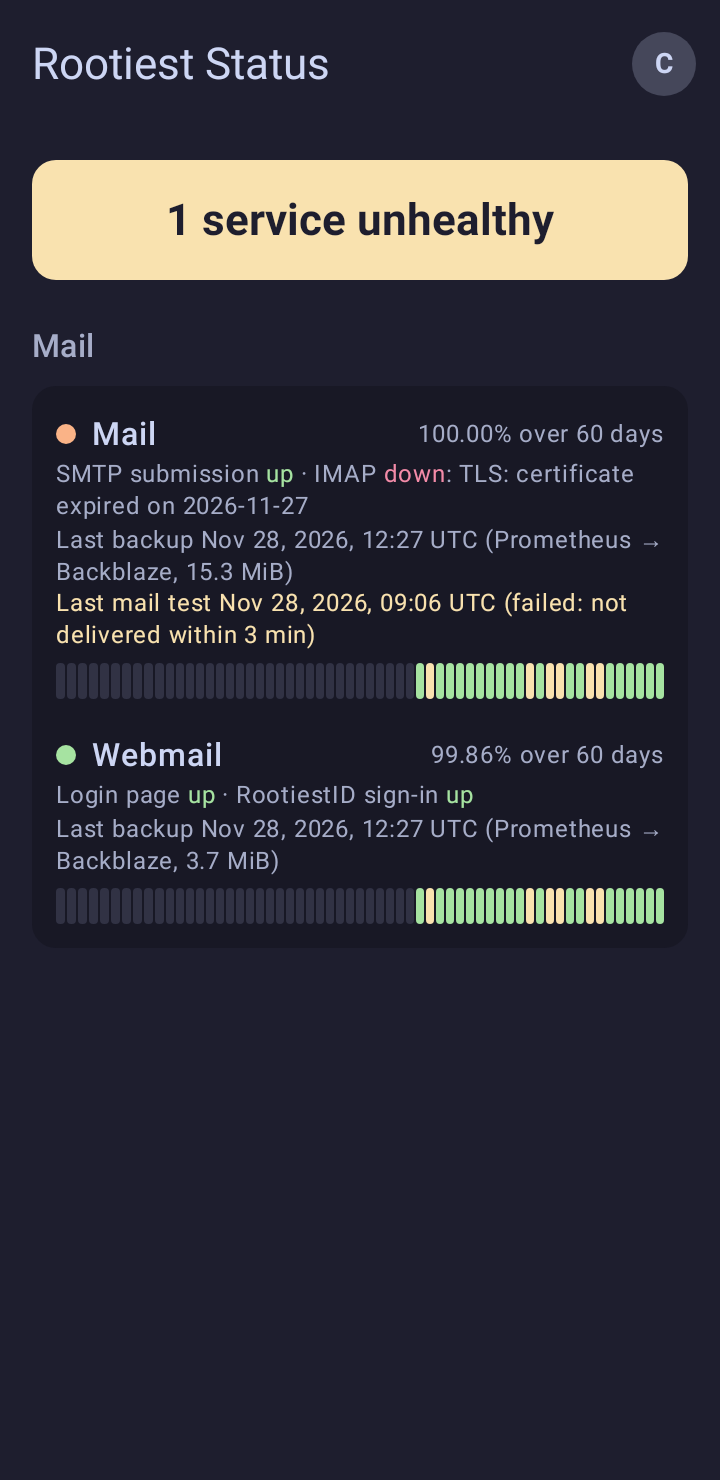 Rootiest Status
C
1 service unhealthy
Mail
Mail
100.00% over 60 days
SMTP submission up · IMAP down: TLS: certificate
expired on 2026-11-27
Last backup Nov 28, 2026, 12:27 UTC (Prometheus →
Backblaze, 15.3 MiB)
Last mail test Nov 28, 2026, 09:06 UTC (failed: not
delivered within 3 min)
Webmail
99.86% over 60 days
Login page up · RootiestID sign-in up
Last backup Nov 28, 2026, 12:27 UTC (Prometheus →
Backblaze, 3.7 MiB)